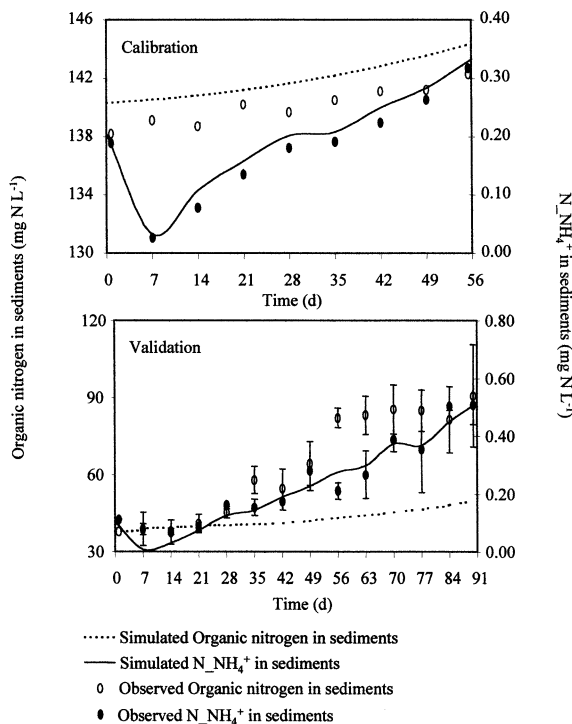 Organic nitrogen in sediments (mg N L⁻¹)
N_NH₄⁺ in sediments (mg N L⁻¹)
Calibration
146
142
138
134
130
0.40
0.30
0.20
0.10
0.00
0 7 14 21 28 35 42 49 56
Time (d)
Validation
120
90
60
30
0.80
0.60
0.40
0.20
0.00
0 7 14 21 28 35 42 49 56 63 70 77 84 91
Time (d)
Simulated Organic nitrogen in sediments
Simulated N_NH₄⁺ in sediments
Observed Organic nitrogen in sediments
Observed N_NH₄⁺ in sediments